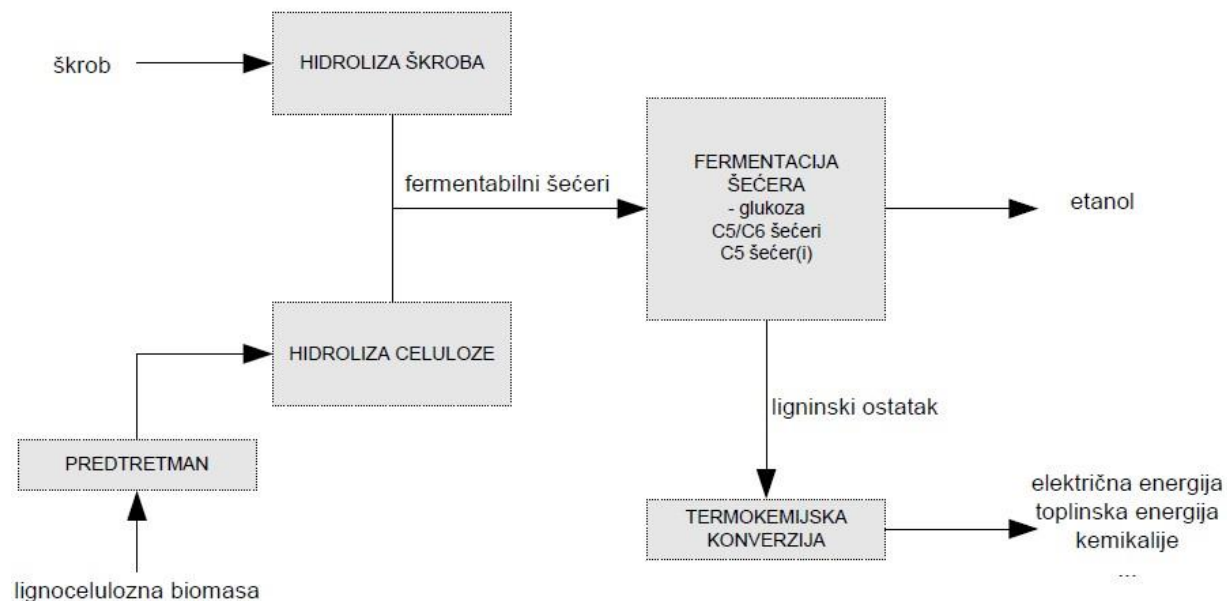 škrob
HIDROLIZA ŠKROBA
fermentabilni šećeri
FERMENTACIJA
ŠEĆERA
- glukoza
C5/C6 šećeri
C5 šećer(i)
etanol
HIDROLIZA CELULOZE
PREDTRETMAN
lignocelulozna biomasa
ligninski ostatak
TERMOKEMIJSKA
KONVERZIJA
električna energija
toplinska energija
kemikalije
...